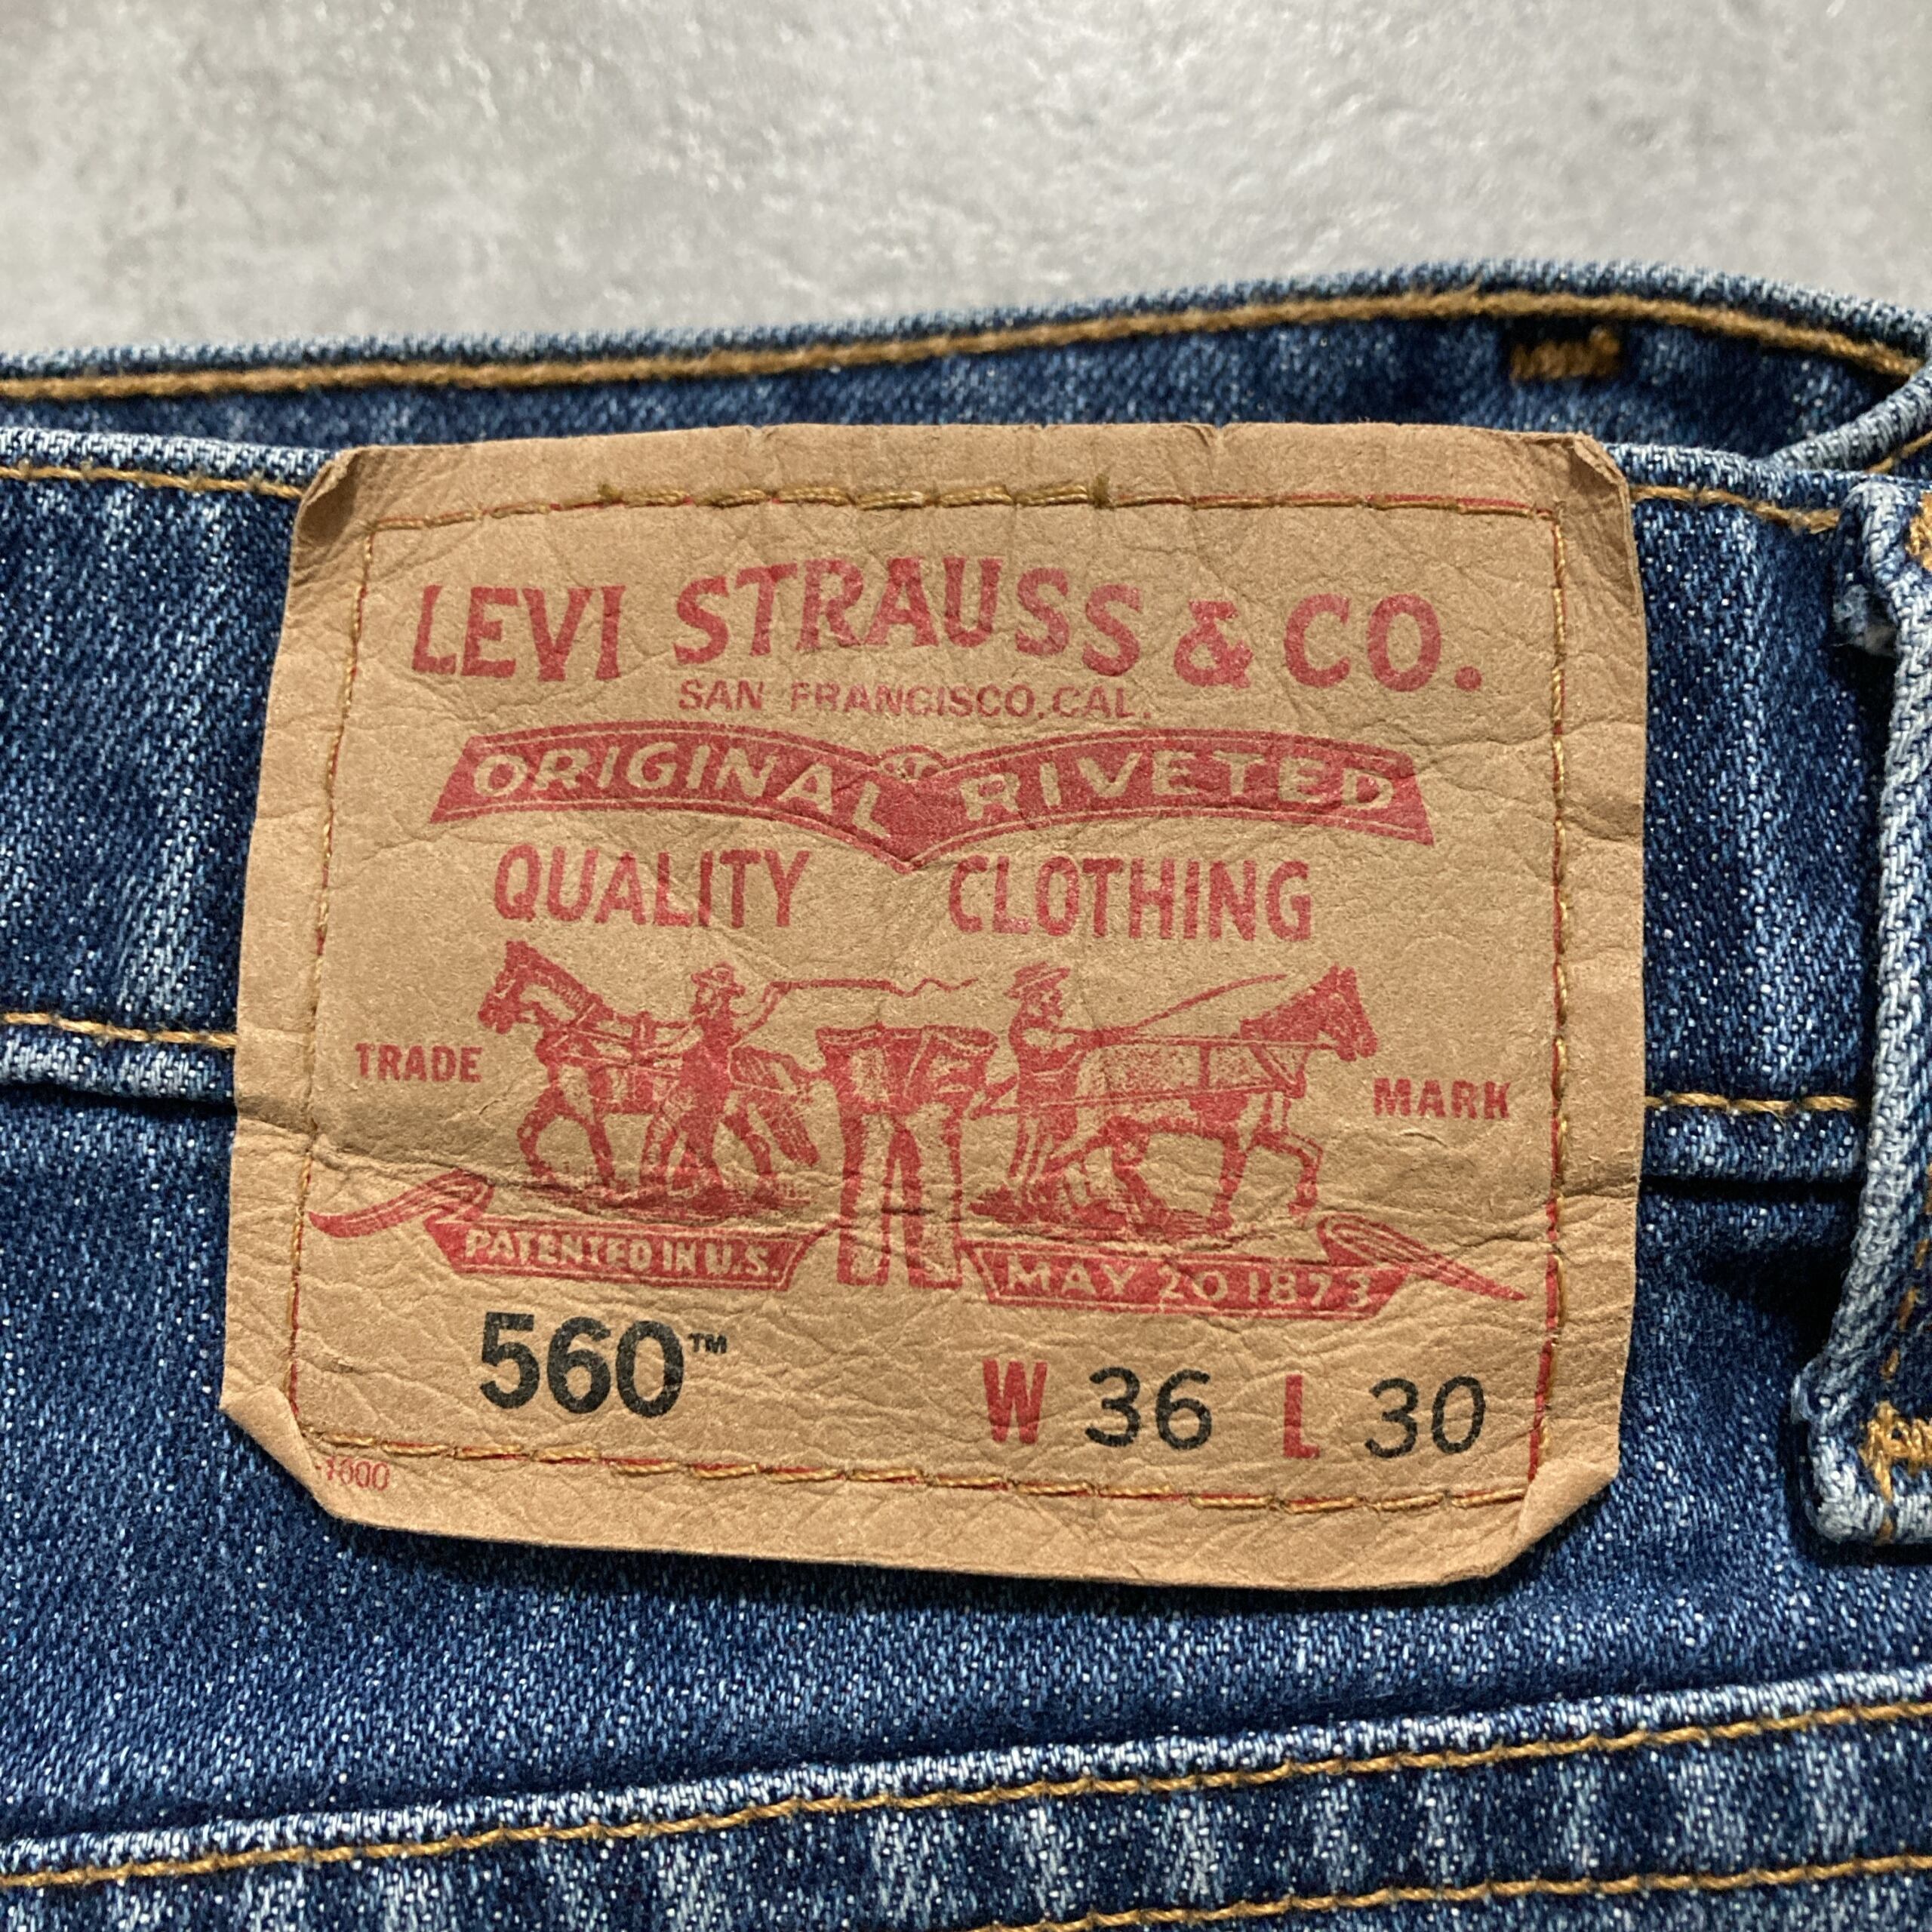 LEVI STRAUSS & CO.
SAN FRANCISCO, CAL.
ORIGINAL RIVETED
QUALITY CLOTHING
TRADE MARK
PATENTED IN U.S. MAY 20 1873
560™ W 36 L 30